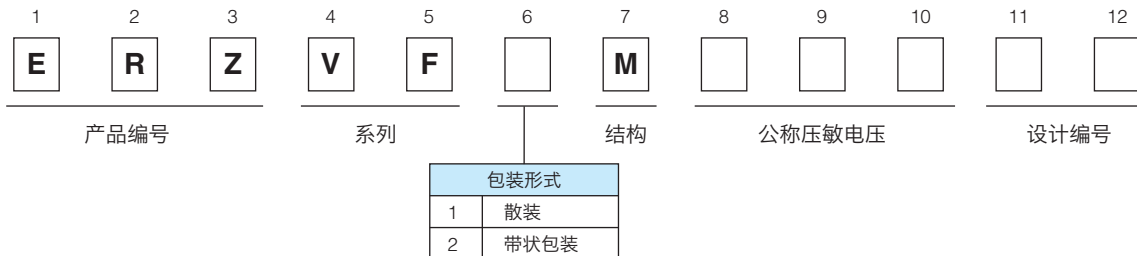 1 2 3 4 5 6 7 8 9 10 11 12
E R Z V F M
产品编号 系列 结构 公称压敏电压 设计编号
包装形式
1 散装
2 带状包装